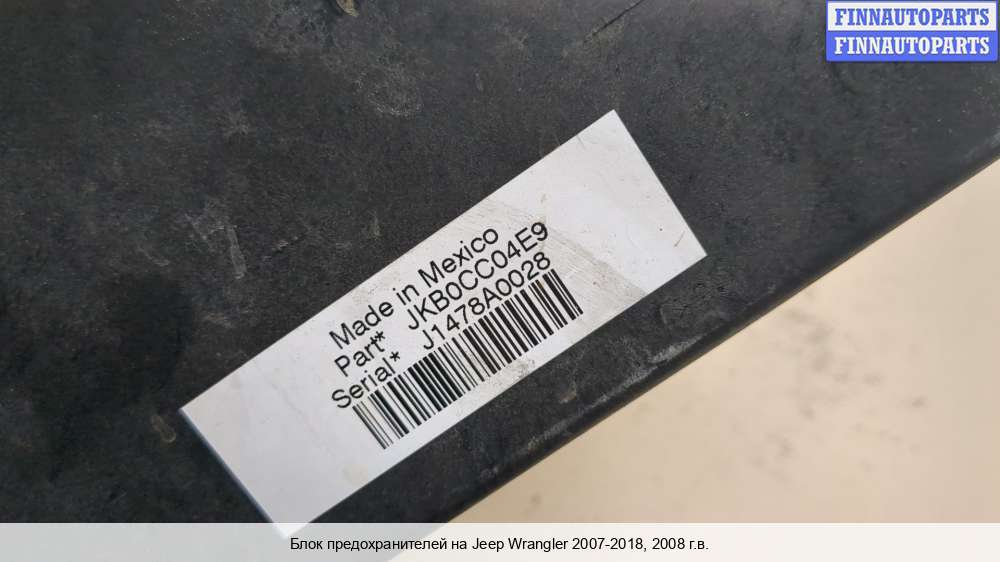 FINNAUTOPARTS
FINNAUTOPARTS
Made in Mexico
Part* JKB0CC04E9
Serial* J1478A0028
Блок предохранителей на Jeep Wrangler 2007-2018, 2008 г.в.